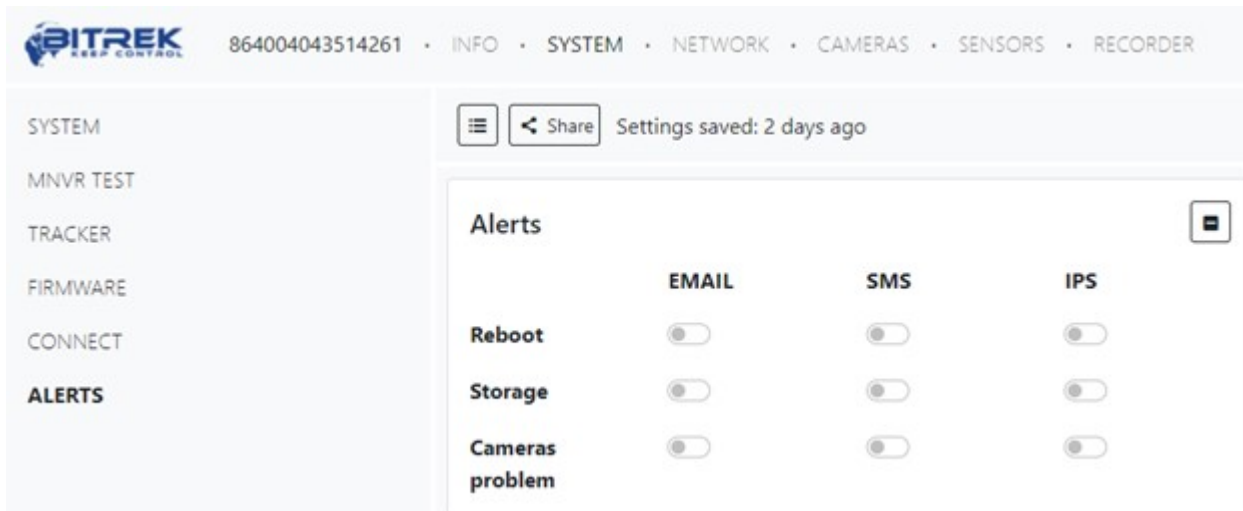 BITREK
KEEP CONTROL
864004043514261 · INFO · SYSTEM · NETWORK · CAMERAS · SENSORS · RECORDER
SYSTEM
MNVR TEST
TRACKER
FIRMWARE
CONNECT
ALERTS
Share Settings saved: 2 days ago
Alerts
EMAIL SMS IPS
Reboot
Storage
Cameras
problem